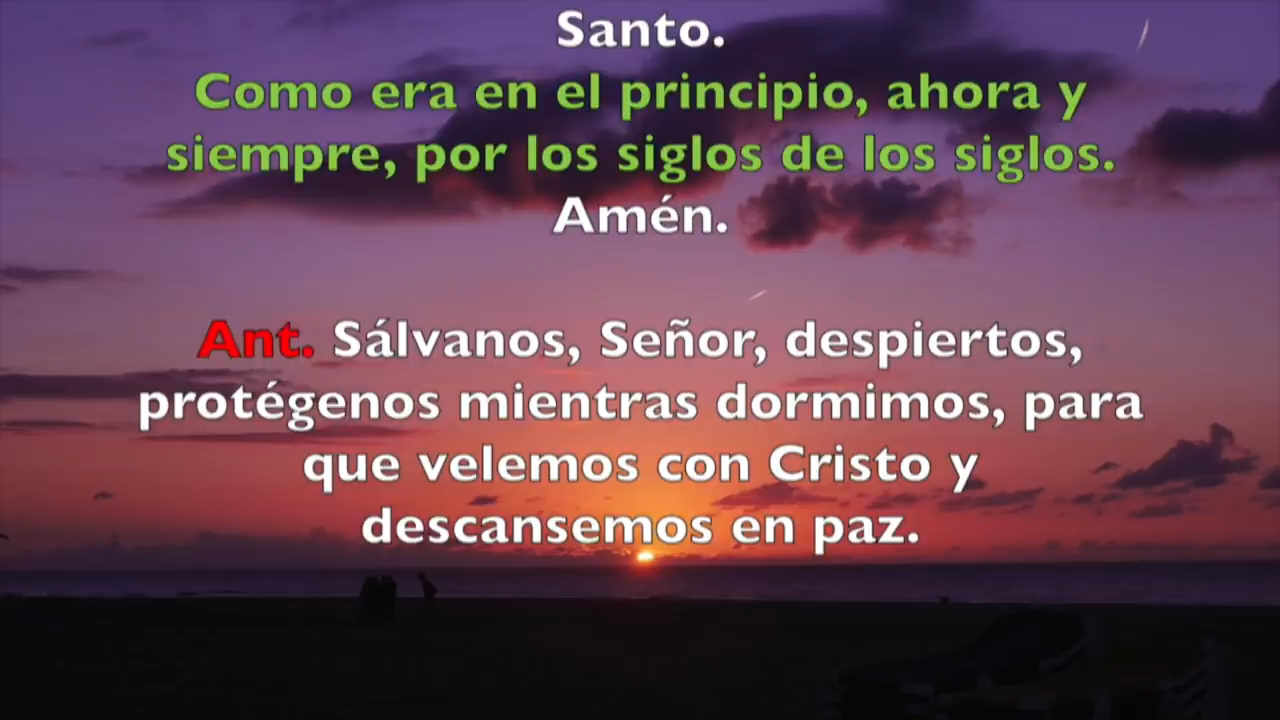 Santo.
Como era en el principio, ahora y
siempre, por los siglos de los siglos.
Amén.
Ant. Sálvanos, Señor, despiertos,
protégenos mientras dormimos, para
que velemos con Cristo y
descansemos en paz.